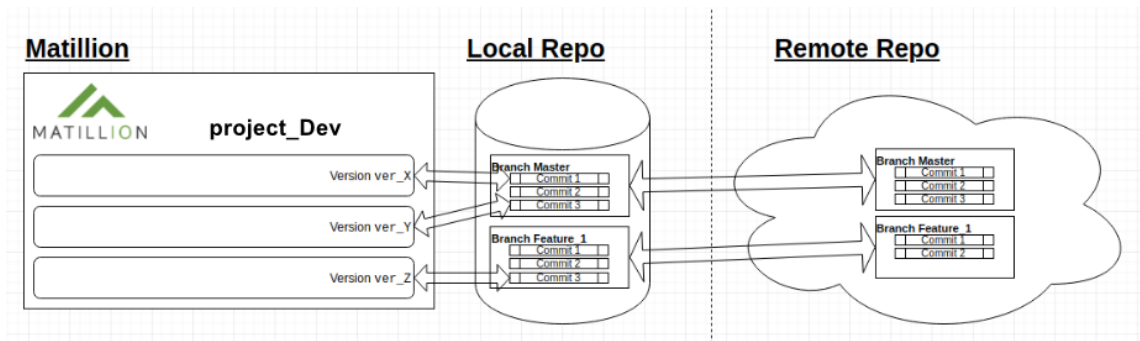 Matillion
Local Repo
Remote Repo
MATILLION
project_Dev
Version ver_X
Version ver_Y
Version ver_Z
Branch Master
Commit 1
Commit 2
Commit 3
Branch Feature_1
Commit 1
Commit 2
Commit 3
Branch Master
Commit 1
Commit 2
Commit 3
Branch Feature_1
Commit 1
Commit 2